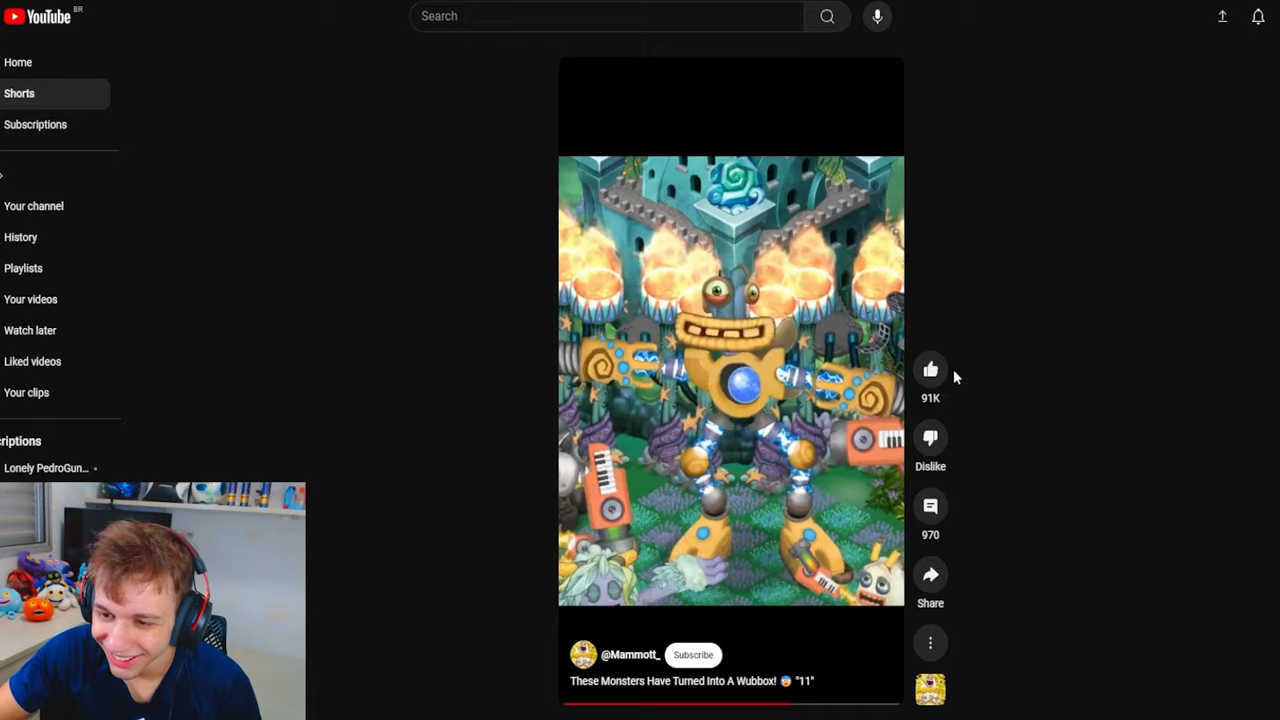 YouTube BR
Search
Home
Shorts
Subscriptions
Your channel
History
Playlists
Your videos
Watch later
Liked videos
Your clips
criptions
Lonely PedroGun...
91K
Dislike
970
Share
@Mammott_ Subscribe
These Monsters Have Turned Into A Wubbox! 😨 "11"